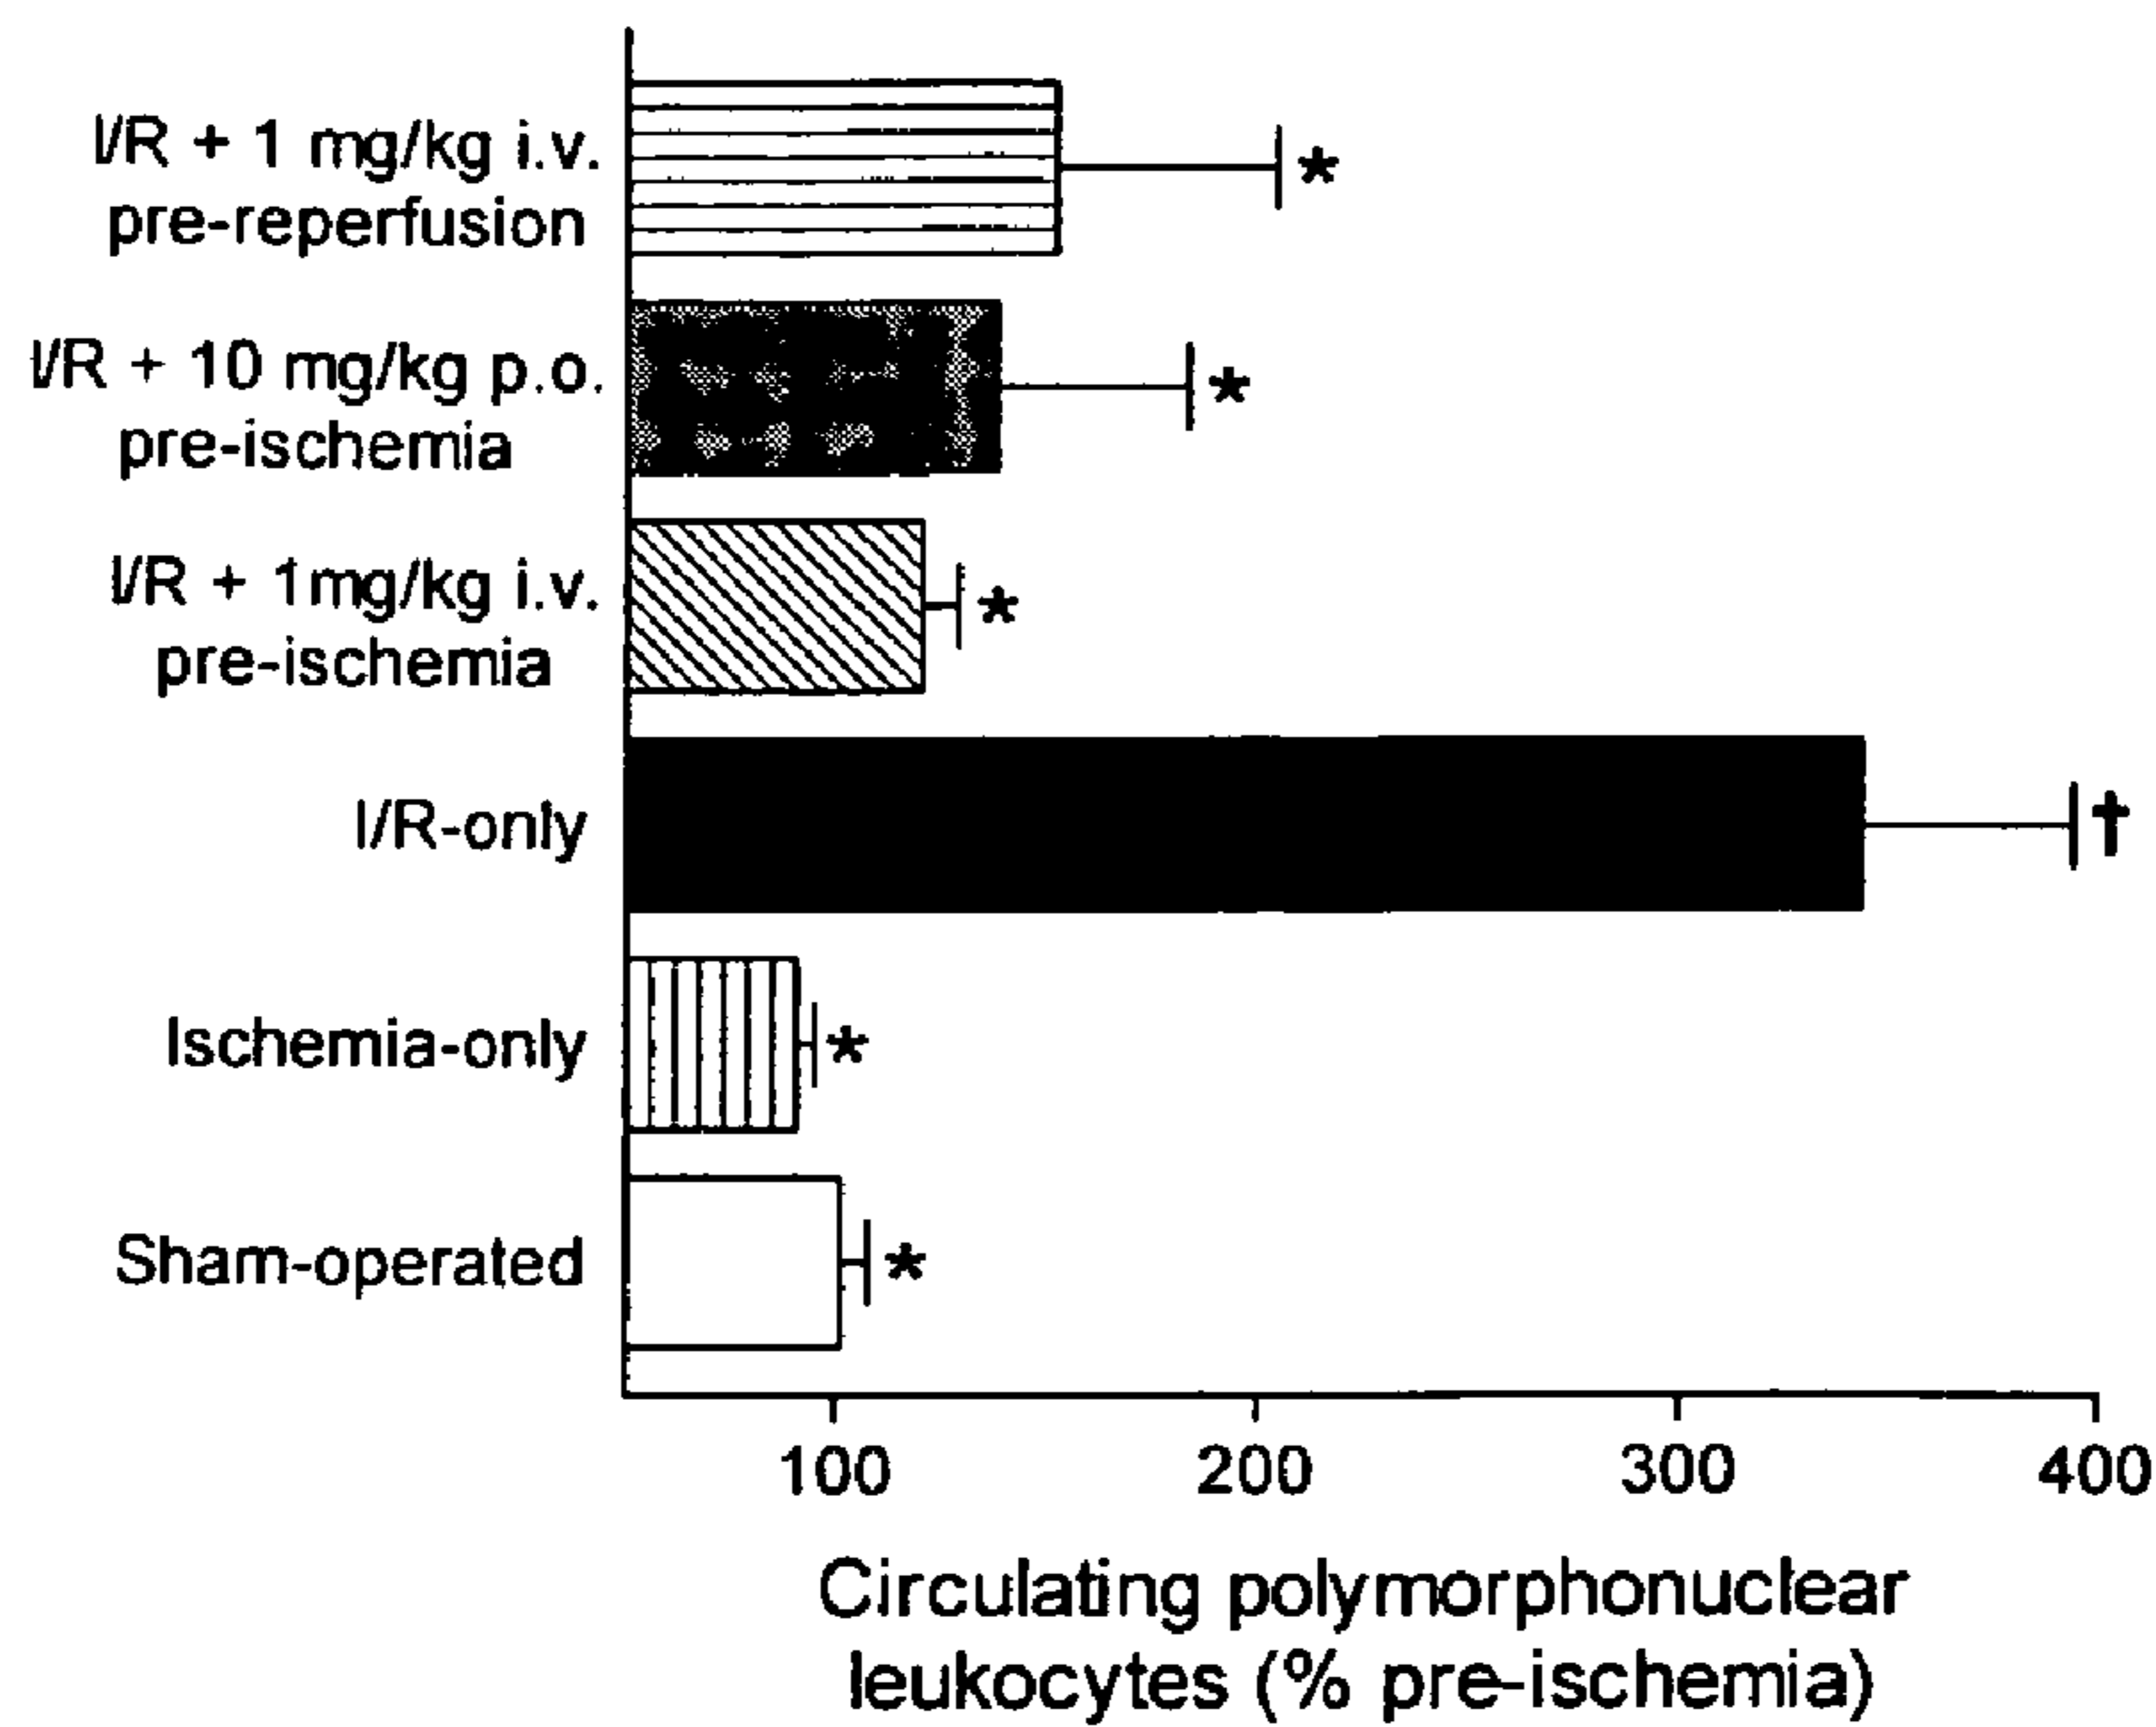 I/R + 1 mg/kg i.v.
pre-reperfusion
*
I/R + 10 mg/kg p.o.
pre-ischemia
*
I/R + 1mg/kg i.v.
pre-ischemia
*
I/R-only
†
Ischemia-only
*
Sham-operated
*
100 200 300 400
Circulating polymorphonuclear
leukocytes (% pre-ischemia)